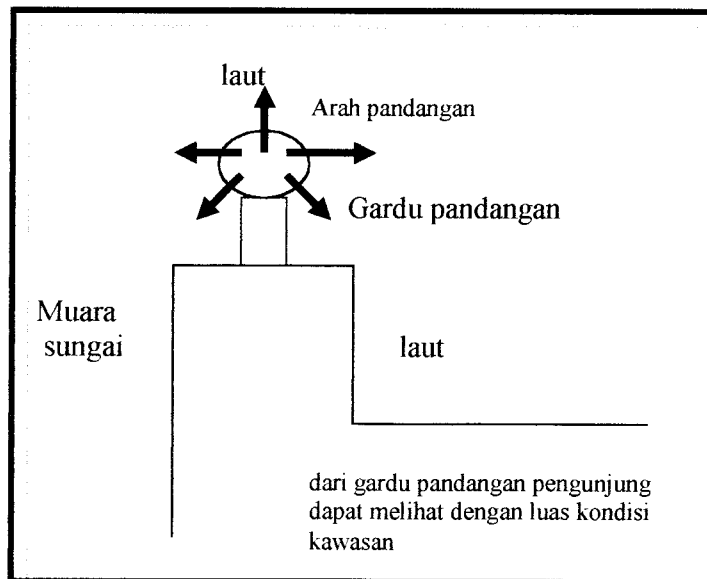 laut
Arah pandangan
Gardu pandangan
Muara
sungai
laut
dari gardu pandangan pengunjung
dapat melihat dengan luas kondisi
kawasan